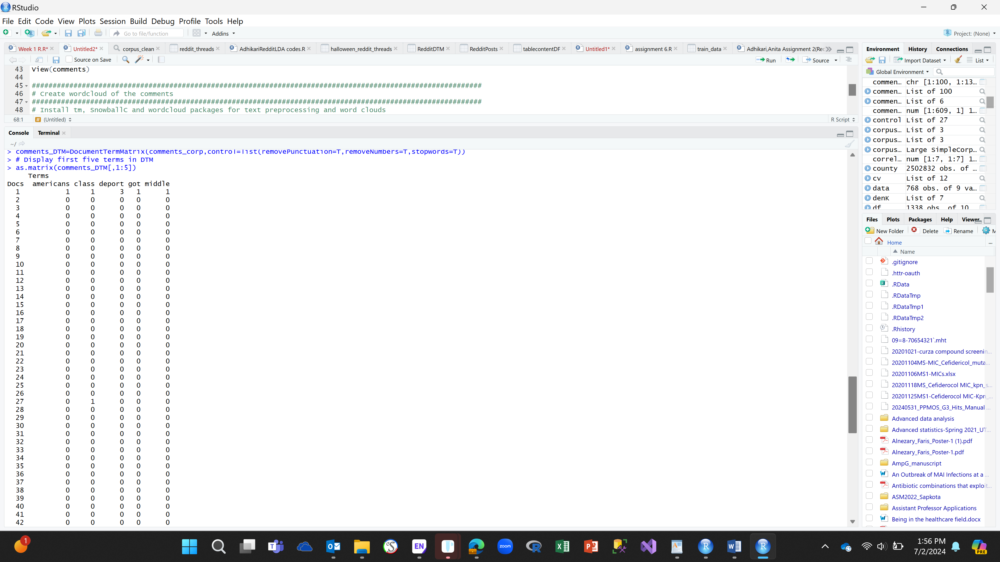 RStudio
File Edit Code View Plots Session Build Debug Profile Tools Help
Go to file/function Addins Project: (None)
Week 1 R.R* Untitled2* corpus_clean reddit_threads AdhikariRedditLDA codes.R halloween_reddit_threads RedditDTM RedditPosts tablecontentDF Untitled1* assignment 6.R train_data Adhikari,Anita Assignment 2(Rec
Source on Save Run Source
43 View(comments)
44
45 ############################################################################################################
46 # Create wordcloud of the comments
47 ############################################################################################################
48 # Install tm, SnowballC and wordcloud packages for text preprocessing and word clouds
68:1 # (Untitled) R Script
Console Terminal
~/
> comments_DTM=DocumentTermMatrix(comments_corp,control=list(removePunctuation=T,removeNumbers=T,stopwords=T))
> # Display first five terms in DTM
> as.matrix(comments_DTM[,1:5])
Terms
Docs americans class deport got middle
1 1 1 3 1 1
2 0 0 0 0 0
3 0 0 0 0 0
4 0 0 0 0 0
5 0 0 0 0 0
6 0 0 0 0 0
7 0 0 0 0 0
8 0 0 0 0 0
9 0 0 0 0 0
10 0 0 0 0 0
11 0 0 0 0 0
12 0 0 0 0 0
13 0 0 0 0 0
14 0 0 0 0 0
15 0 0 0 0 0
16 0 0 0 0 0
17 0 0 0 0 0
18 0 0 0 0 0
19 0 0 0 0 0
20 0 0 0 0 0
21 0 0 0 0 0
22 0 0 0 0 0
23 0 0 0 0 0
24 0 0 0 0 0
25 0 0 0 0 0
26 0 0 0 0 0
27 0 1 0 0 0
28 0 0 0 0 0
29 0 0 0 0 0
30 0 0 0 0 0
31 0 0 0 0 0
32 0 0 0 0 0
33 0 0 0 0 0
34 0 0 0 0 0
35 0 0 0 0 0
36 0 0 0 0 0
37 0 0 0 0 0
38 0 0 0 0 0
39 0 0 0 0 0
40 0 0 0 0 0
41 0 0 0 0 0
42 0 0 0 0 0
Environment History Connections
Import Dataset List
Global Environment
commen... chr [1:100, 1:13...
commen... List of 100
commen... List of 6
commen... num [1:609, 1] 1...
control List of 27
corpus... List of 3
corpus... List of 3
corpus... Large SimpleCorp...
correl... num [1:7, 1:7] 1...
county 2502832 obs. of ...
cv List of 12
data 768 obs. of 9 va...
denK List of 7
df 1338 obs. of 10
Files Plots Packages Help Viewer
New Folder Delete Rename M
Home ...
Name
.gitignore
.httr-oauth
.RData
.RDataTmp
.RDataTmp1
.RDataTmp2
.Rhistory
09=8-70654321`.mht
20201021-curza compound screenin...
20201104MS-MIC_Cefidericol_muta...
20201106MS1-MICs.xlsx
20201118MS_Cefiderocol MIC_kpn_s...
20201125MS1-Cefiderocol MIC-Kpn_...
20240531_PPMOS_G3_Hits_Manual ...
Advanced data analysis
Advanced statistics-Spring 2021_UT...
Alnezary_Faris_Poster-1 (1).pdf
Alnezary_Faris_Poster-1.pdf
AmpG_manuscript
An Outbreak of MAI Infections at a ...
Antibiotic combinations that exploit...
ASM2022_Sapkota
Assistant Professor Applications
Being in the healthcare field.docx
1 EN zoom PRE
1:56 PM
7/2/2024